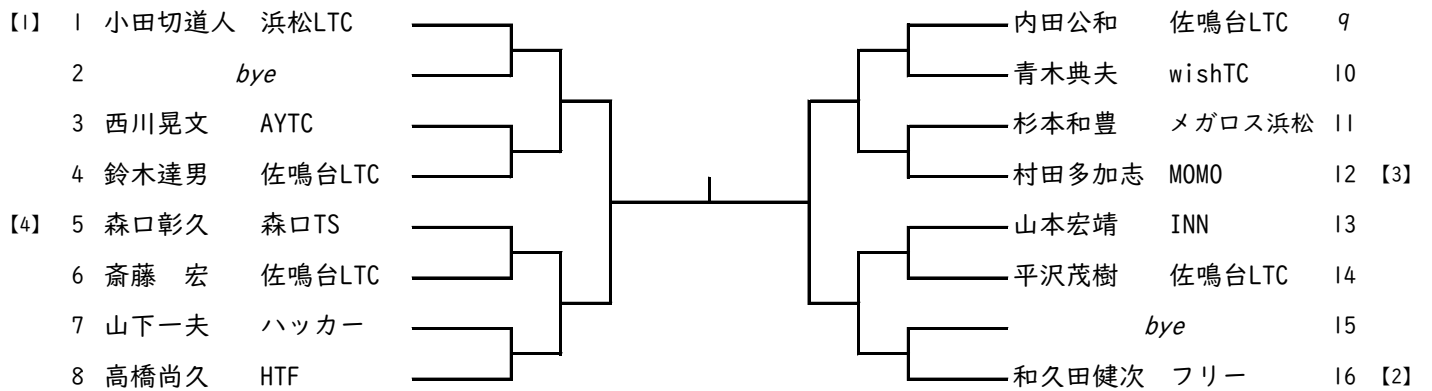 【1】 1 小田切道人 浜松LTC
2 bye
3 西川晃文 AYTC
4 鈴木達男 佐鳴台LTC
【4】 5 森口彰久 森口TS
6 斎藤 宏 佐鳴台LTC
7 山下一夫 ハッカー
8 高橋尚久 HTF
内田公和 佐鳴台LTC 9
青木典夫 wishTC 10
杉本和豊 メガロス浜松 11
村田多加志 MOMO 12 【3】
山本宏靖 INN 13
平沢茂樹 佐鳴台LTC 14
bye 15
和久田健次 フリー 16 【2】